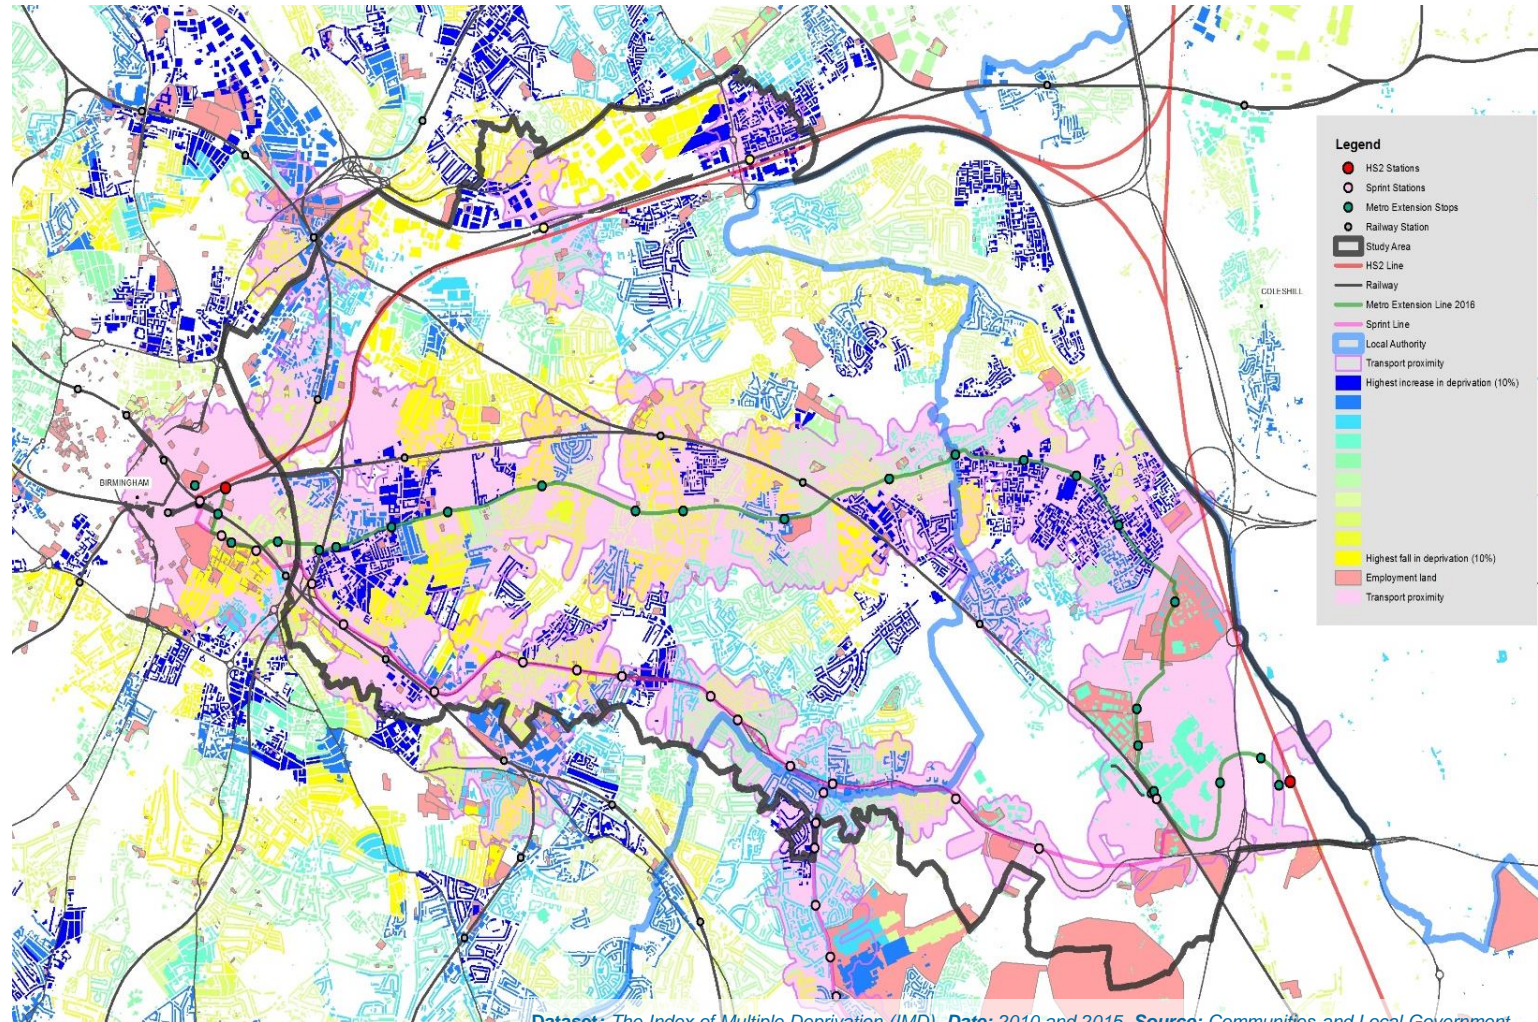 COLESHILL
BIRMINGHAM
Legend
HS2 Stations
Sprint Stations
Metro Extension Stops
Railway Station
Study Area
HS2 Line
Railway
Metro Extension Line 2016
Sprint Line
Local Authority
Transport proximity
Highest increase in deprivation (10%)
Highest fall in deprivation (10%)
Employment land
Transport proximity
Dataset: The Index of Multiple Deprivation (IMD) Date: 2010 and 2015 Source: Communities and Local Government